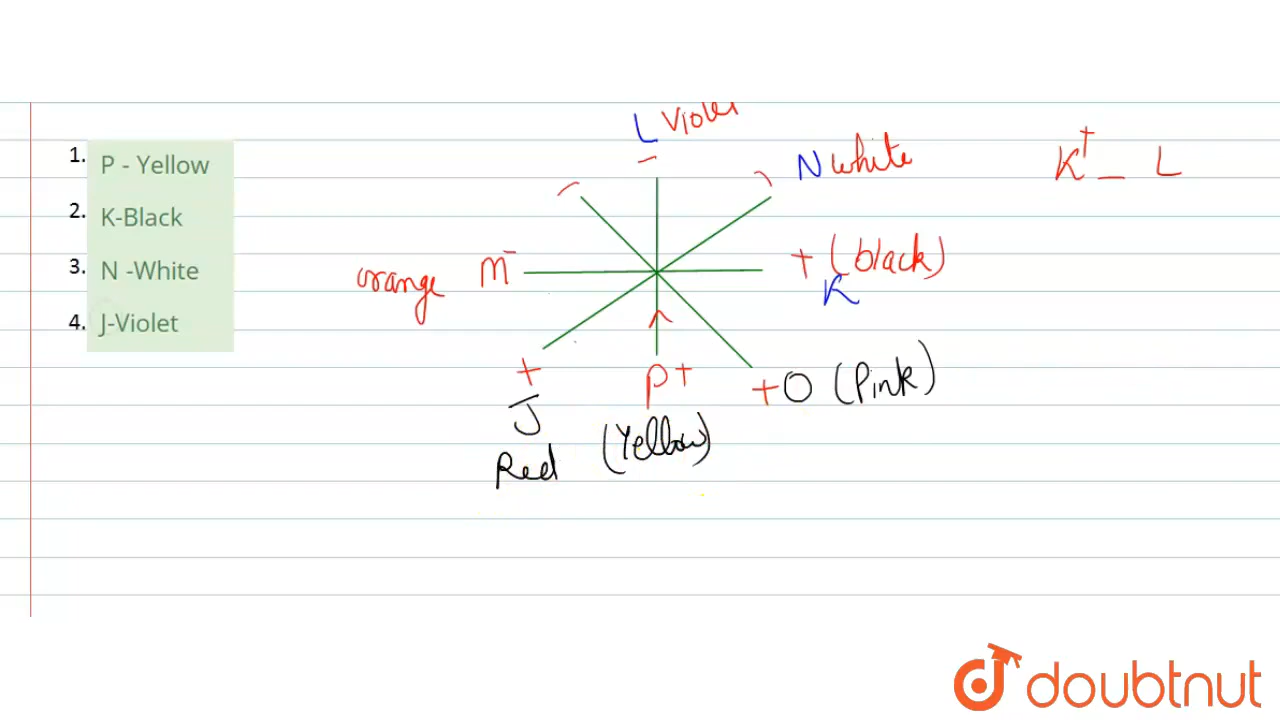 1. P - Yellow
2. K-Black
3. N -White
4. J-Violet
L Violet
N white
K+ _ L
orange M-
+ (black)
K
+
J
Red
P+
(Yellow)
+O (Pink)
doubtnut